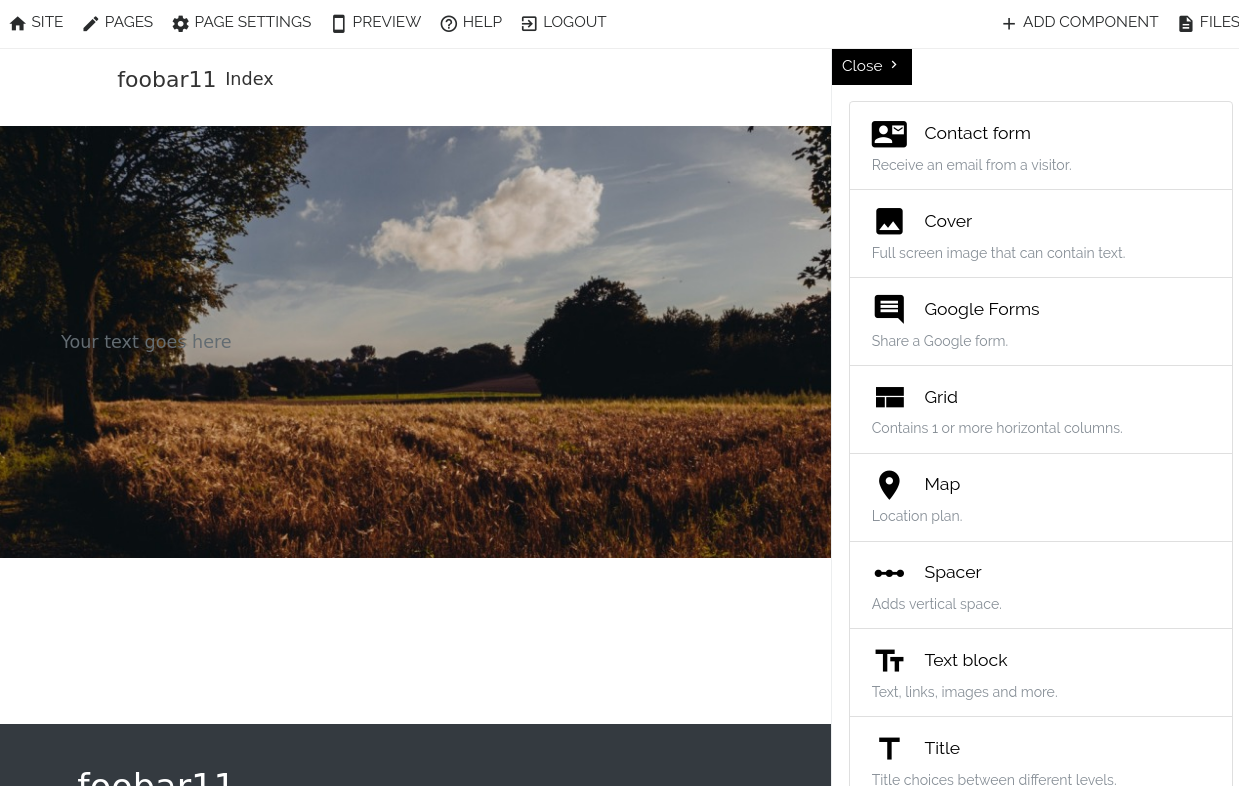 SITE PAGES PAGE SETTINGS PREVIEW HELP LOGOUT ADD COMPONENT FILES
foobar11 Index
Close
Contact form
Receive an email from a visitor.
Cover
Full screen image that can contain text.
Google Forms
Share a Google form.
Your text goes here
Grid
Contains 1 or more horizontal columns.
Map
Location plan.
Spacer
Adds vertical space.
Text block
Text, links, images and more.
Title
Title choices between different levels.
foobar11